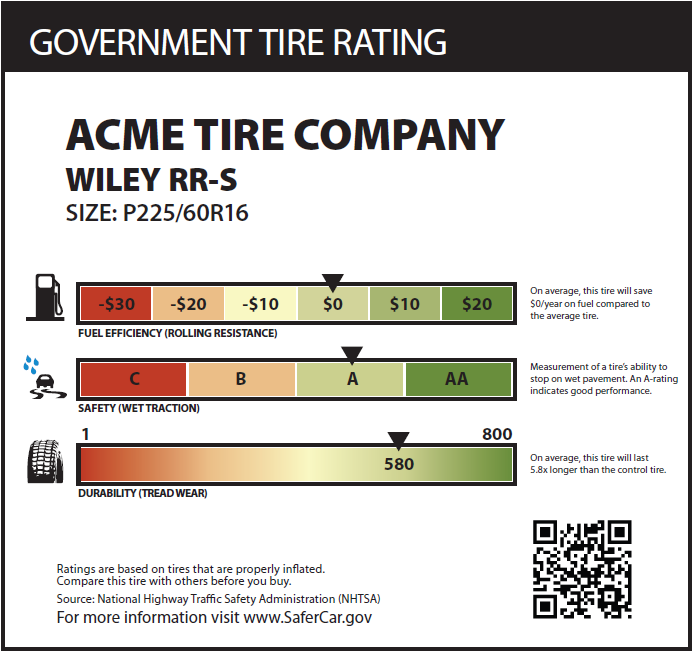 GOVERNMENT TIRE RATING
ACME TIRE COMPANY
WILEY RR-S
SIZE: P225/60R16
-$30 -$20 -$10 $0 $10 $20
On average, this tire will save
$0/year on fuel compared to
the average tire.
FUEL EFFICIENCY (ROLLING RESISTANCE)
C B A AA
Measurement of a tire's ability to
stop on wet pavement. An A-rating
indicates good performance.
SAFETY (WET TRACTION)
1 800
580
On average, this tire will last
5.8x longer than the control tire.
DURABILITY (TREAD WEAR)
Ratings are based on tires that are properly inflated.
Compare this tire with others before you buy.
Source: National Highway Traffic Safety Administration (NHTSA)
For more information visit www.SaferCar.gov